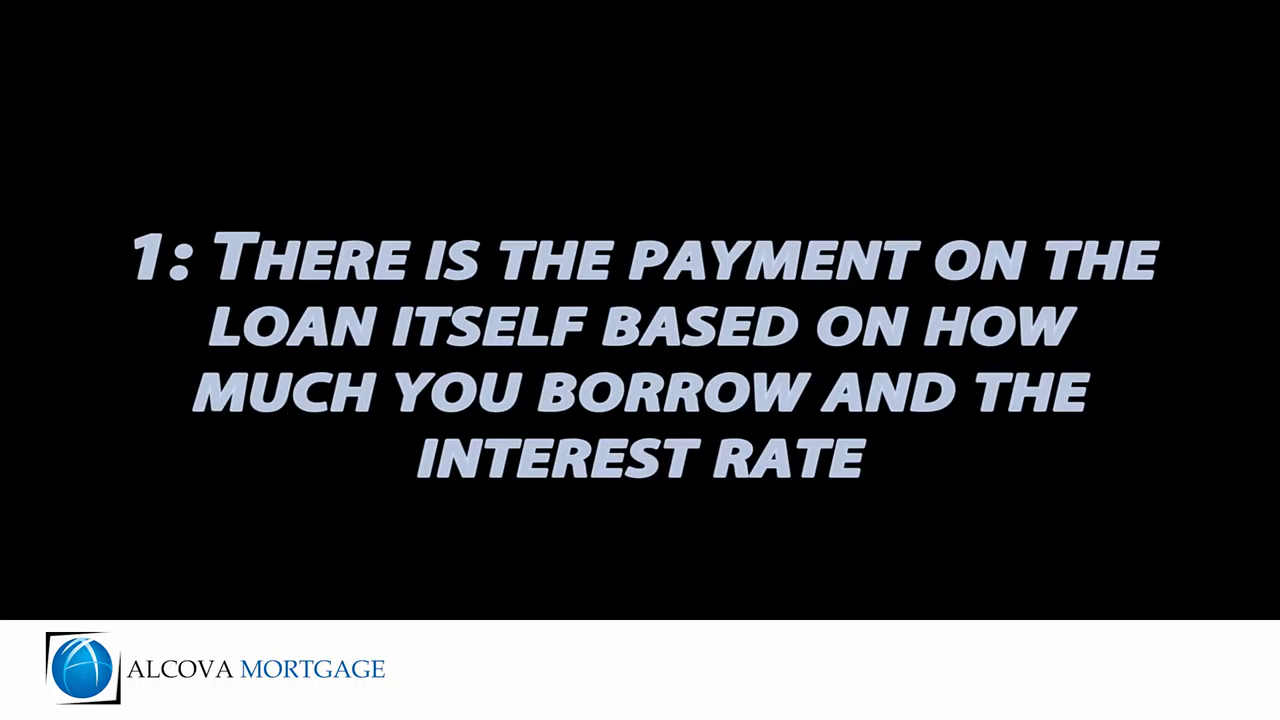 1: THERE IS THE PAYMENT ON THE
LOAN ITSELF BASED ON HOW
MUCH YOU BORROW AND THE
INTEREST RATE
ALCOVA MORTGAGE